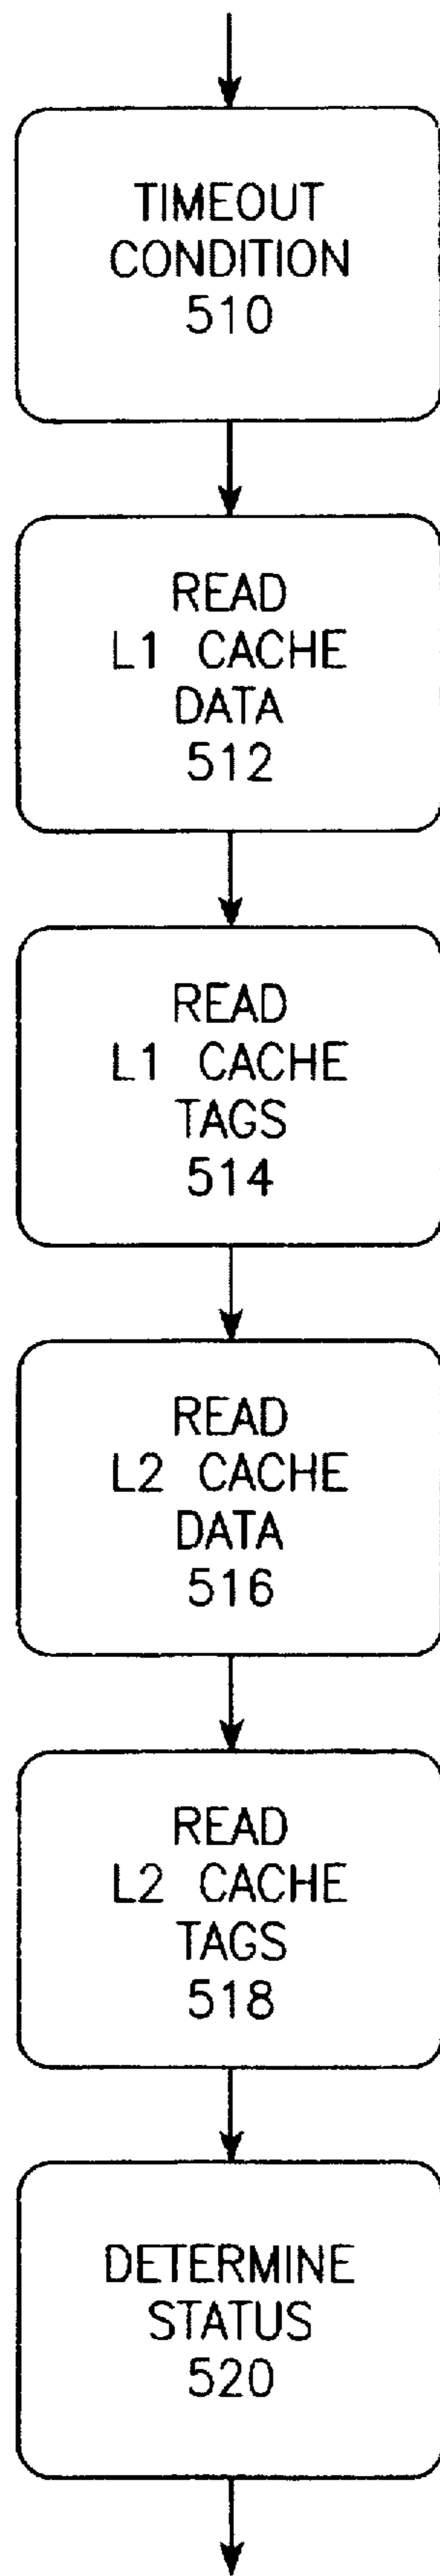 TIMEOUT
CONDITION
510
READ
L1 CACHE
DATA
512
READ
L1 CACHE
TAGS
514
READ
L2 CACHE
DATA
516
READ
L2 CACHE
TAGS
518
DETERMINE
STATUS
520